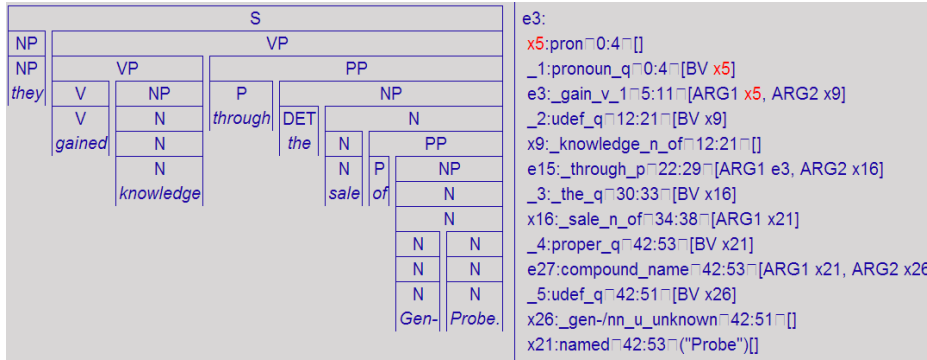 S
NP VP
NP VP PP
they V NP P NP
V N through DET N
gained N the N PP
N N P NP
knowledge sale of N
N
N N
N N
N N
Gen- Probe.
e3:
x5:pron□0:4□[]
_1:pronoun_q□0:4□[BV x5]
e3:_gain_v_1□5:11□[ARG1 x5, ARG2 x9]
_2:udef_q□12:21□[BV x9]
x9:_knowledge_n_of□12:21□[]
e15:_through_p□22:29□[ARG1 e3, ARG2 x16]
_3:_the_q□30:33□[BV x16]
x16:_sale_n_of□34:38□[ARG1 x21]
_4:proper_q□42:53□[BV x21]
e27:compound_name□42:53□[ARG1 x21, ARG2 x26
_5:udef_q□42:51□[BV x26]
x26:_gen-/nn_u_unknown□42:51□[]
x21:named□42:53□("Probe")[]